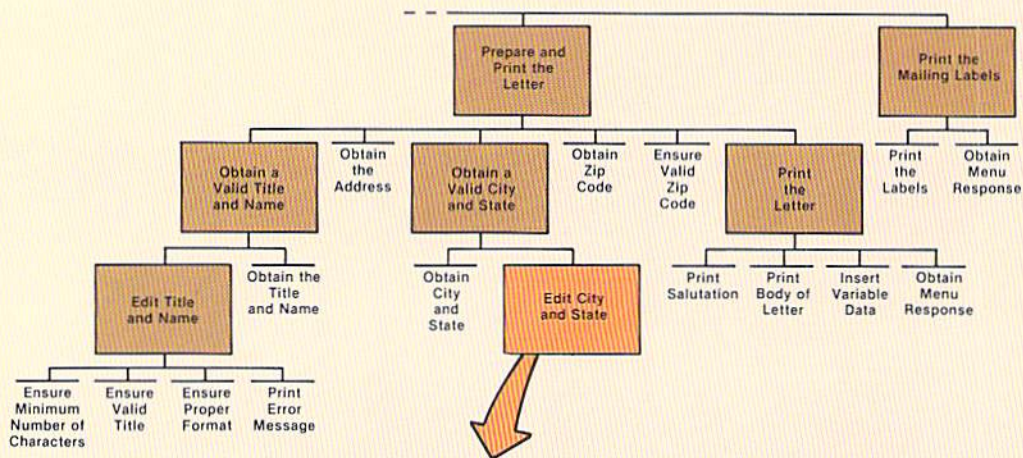 Prepare and
Print the
Letter
Print the
Mailing Labels
Obtain a
Valid Title
and Name
Obtain
the
Address
Obtain a
Valid City
and State
Obtain
Zip
Code
Ensure
Valid
Zip
Code
Print
the
Letter
Print
the
Labels
Obtain
Menu
Response
Edit Title
and Name
Obtain the
Title
and Name
Obtain
City
and
State
Edit City
and State
Print
Salutation
Print
Body of
Letter
Insert
Variable
Data
Obtain
Menu
Response
Ensure
Minimum
Number of
Characters
Ensure
Valid
Title
Ensure
Proper
Format
Print
Error
Message